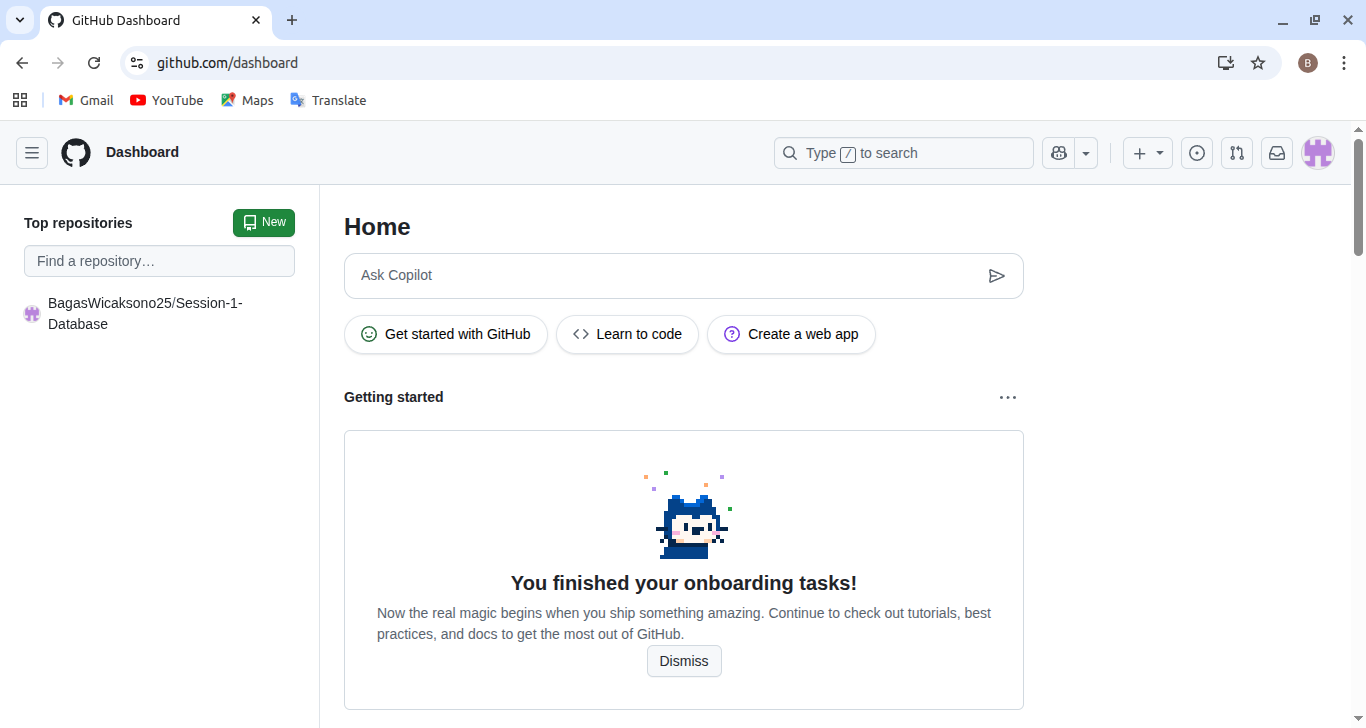 GitHub Dashboard
github.com/dashboard
B
Gmail YouTube Maps Translate
Dashboard
Type / to search
Top repositories
New
Find a repository…
BagasWicaksono25/Session-1-
Database
Home
Ask Copilot
Get started with GitHub
Learn to code
Create a web app
Getting started
You finished your onboarding tasks!
Now the real magic begins when you ship something amazing. Continue to check out tutorials, best
practices, and docs to get the most out of GitHub.
Dismiss